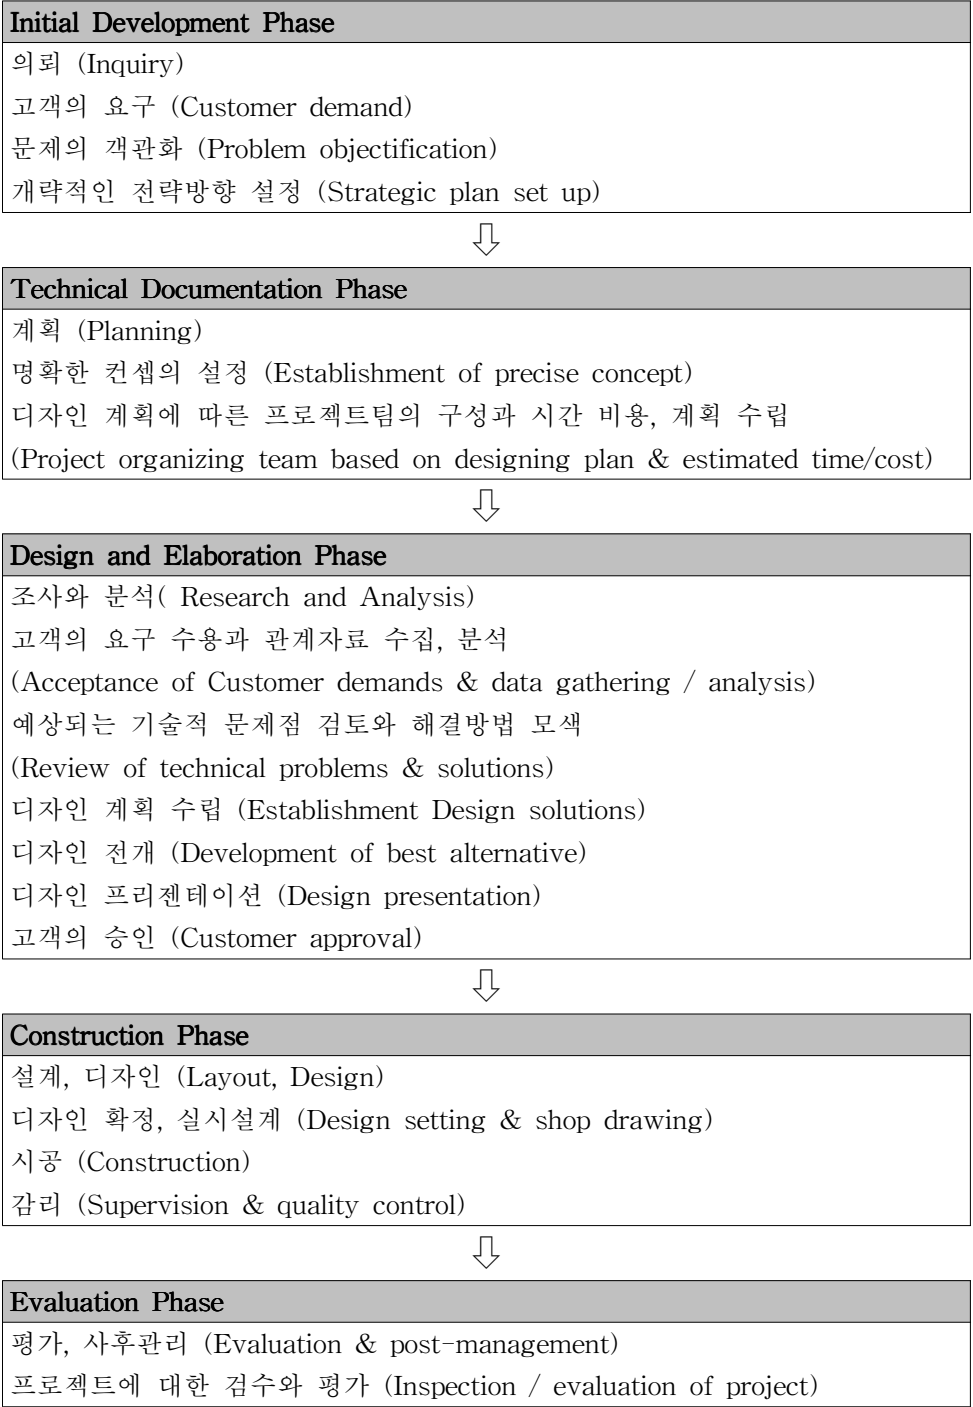 Initial Development Phase
의뢰 (Inquiry)
고객의 요구 (Customer demand)
문제의 객관화 (Problem objectification)
개략적인 전략방향 설정 (Strategic plan set up)
Technical Documentation Phase
계획 (Planning)
명확한 컨셉의 설정 (Establishment of precise concept)
디자인 계획에 따른 프로젝트팀의 구성과 시간 비용, 계획 수립
(Project organizing team based on designing plan & estimated time/cost)
Design and Elaboration Phase
조사와 분석( Research and Analysis)
고객의 요구 수용과 관계자료 수집, 분석
(Acceptance of Customer demands & data gathering / analysis)
예상되는 기술적 문제점 검토와 해결방법 모색
(Review of technical problems & solutions)
디자인 계획 수립 (Establishment Design solutions)
디자인 전개 (Development of best alternative)
디자인 프리젠테이션 (Design presentation)
고객의 승인 (Customer approval)
Construction Phase
설계, 디자인 (Layout, Design)
디자인 확정, 실시설계 (Design setting & shop drawing)
시공 (Construction)
감리 (Supervision & quality control)
Evaluation Phase
평가, 사후관리 (Evaluation & post-management)
프로젝트에 대한 검수와 평가 (Inspection / evaluation of project)